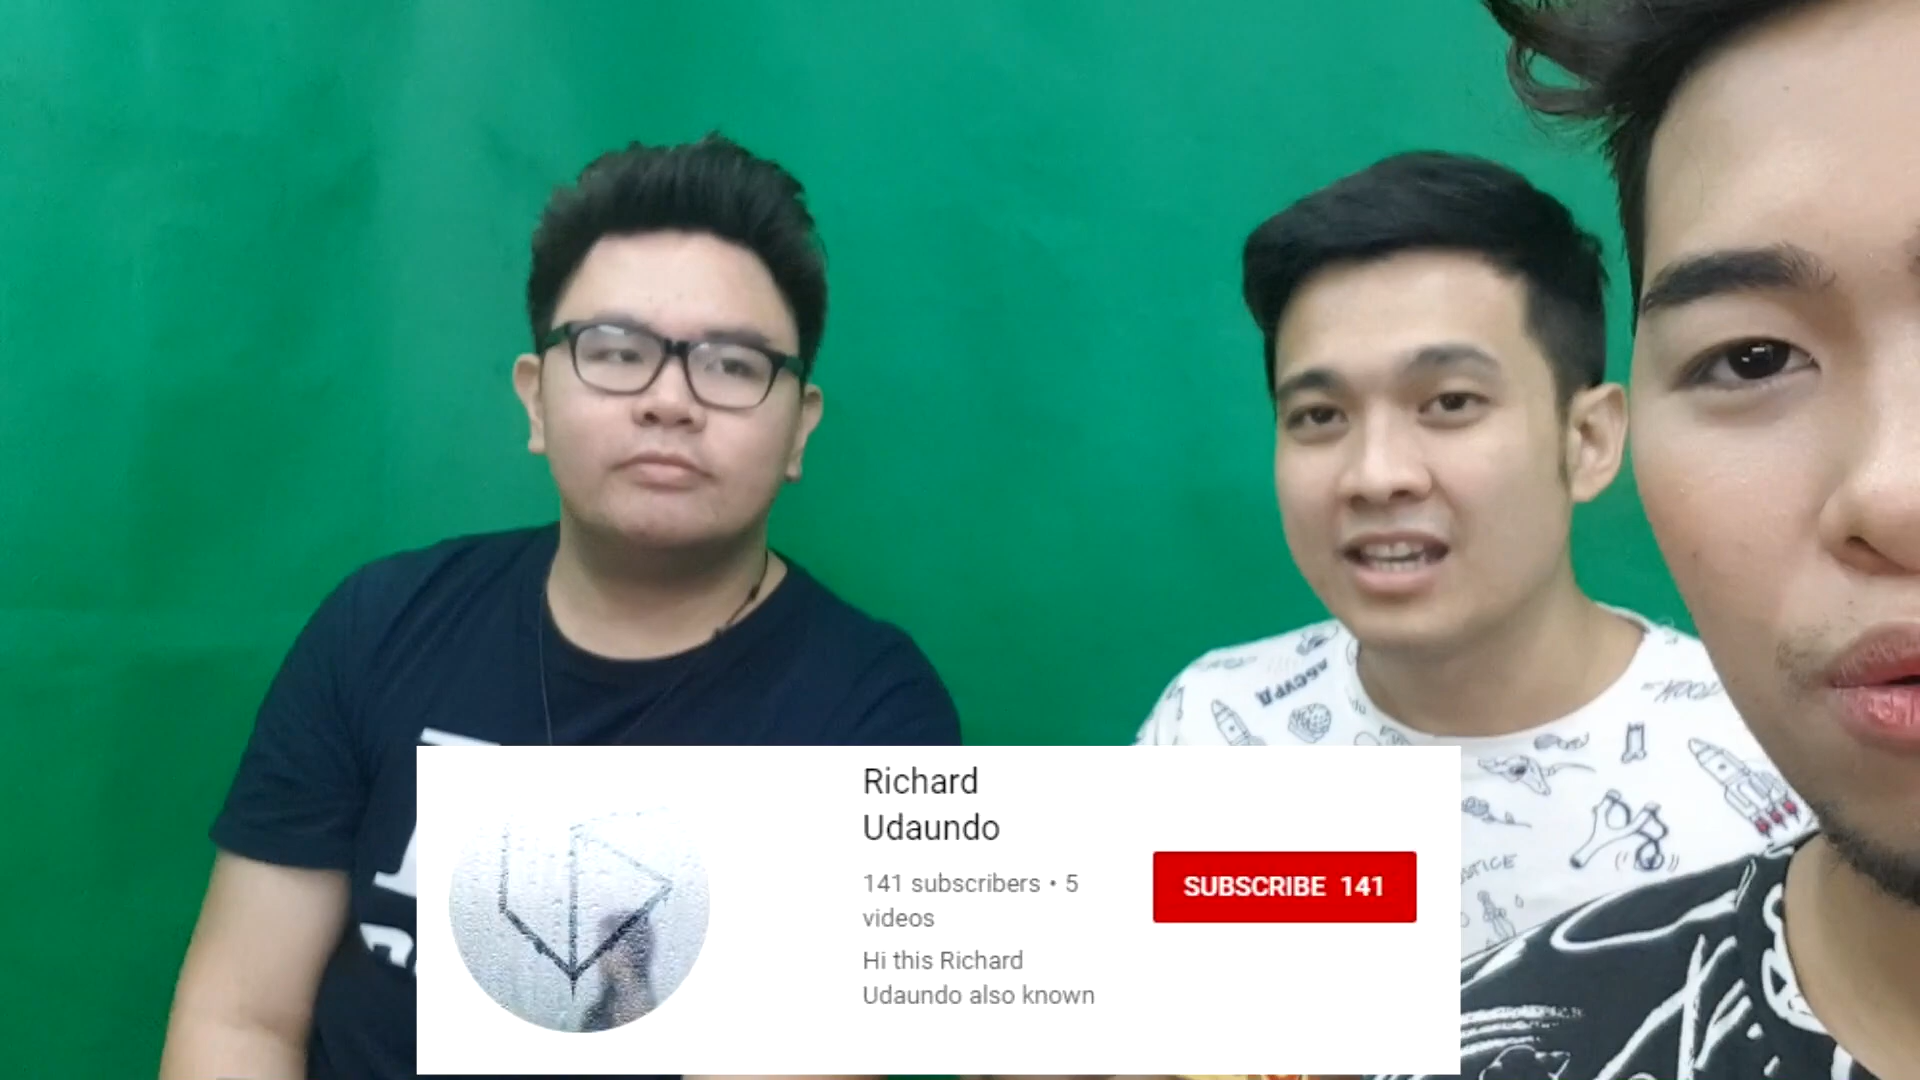 Richard
Udaundo
141 subscribers • 5
videos
SUBSCRIBE 141
Hi this Richard
Udaundo also known